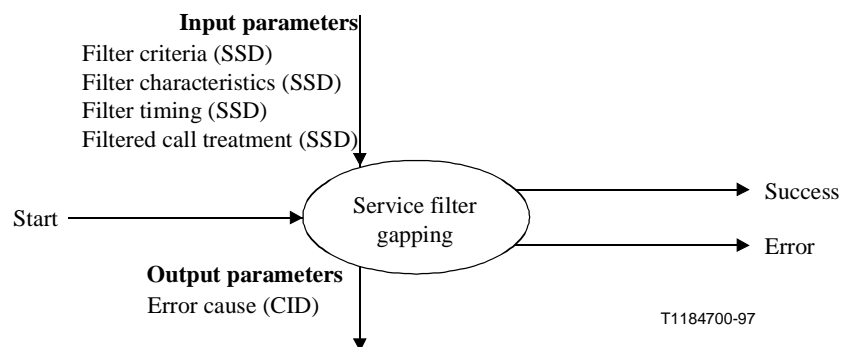 Input parameters
Filter criteria (SSD)
Filter characteristics (SSD)
Filter timing (SSD)
Filtered call treatment (SSD)
Start
Service filter
gapping
Success
Error
Output parameters
Error cause (CID)
T1184700-97